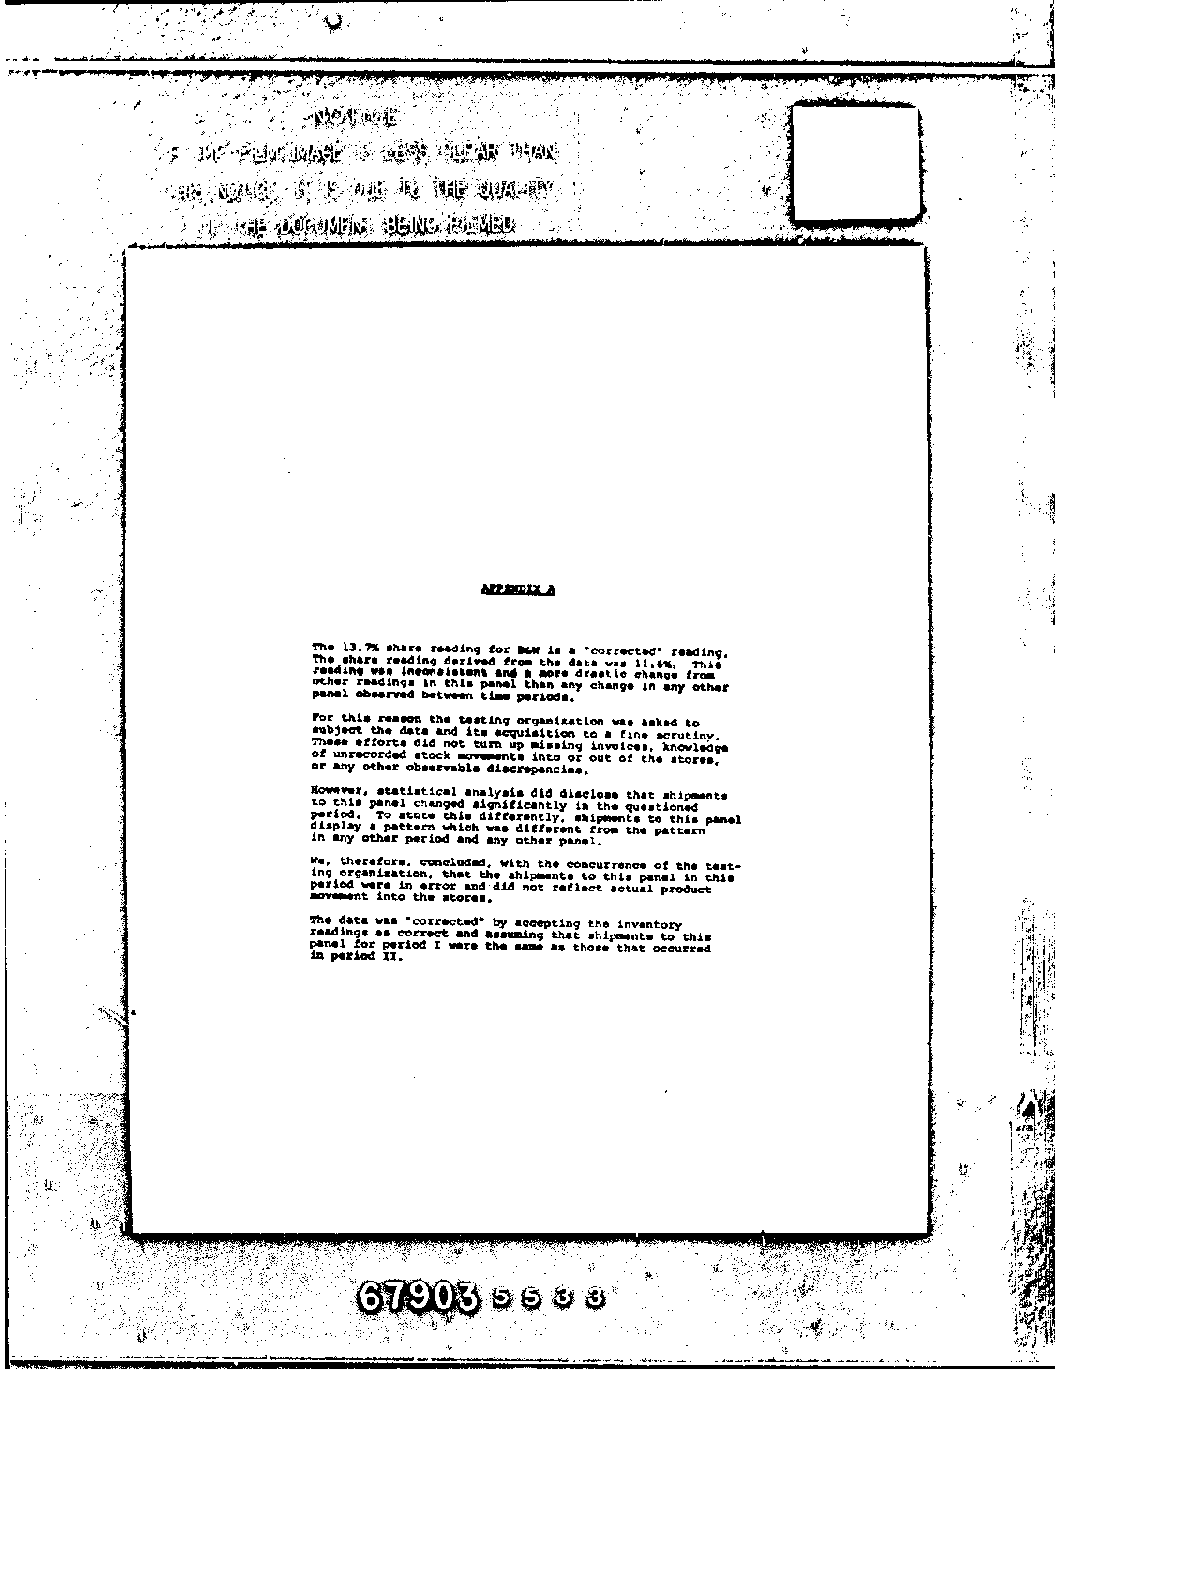 NOTICE
IF THE FILM IMAGE IS LESS CLEAR THAN
THIS NOTICE, IT IS DUE TO THE QUALITY
OF THE DOCUMENT BEING FILMED
APPENDIX A
The 13.7% share reading for B&W is a "corrected" reading.
The share reading derived from the data was This
reading was inconsistent and a more drastic change from
other readings in this panel than any change in any other
panel observed between time periods.
For this reason the testing organization was asked to
subject the data and its acquisition to a fine scrutiny.
These efforts did not turn up missing invoices, knowledge
of unrecorded stock movements into or out of the stores,
or any other observable discrepancies.
However, statistical analysis did disclose that shipments
to this panel changed significantly in the questioned
period. To state this differently, shipments to this panel
display a pattern which was different from the pattern
in any other period and any other panel.
We, therefore, concluded, with the concurrence of the test-
ing organization, that the shipments to this panel in this
period were in error and did not reflect actual product
movement into the stores.
The data was "corrected" by accepting the inventory
readings as correct and assuming that shipments to this
panel for period I were the same as those that occurred
in period II.
67903 5533